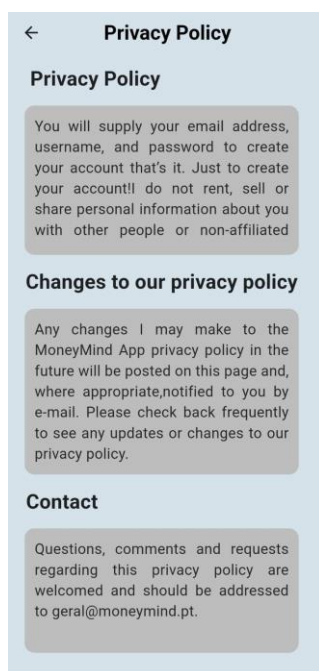 Privacy Policy
Privacy Policy
You will supply your email address,
username, and password to create
your account that's it. Just to create
your account!I do not rent, sell or
share personal information about you
with other people or non-affiliated
Changes to our privacy policy
Any changes I may make to the
MoneyMind App privacy policy in the
future will be posted on this page and,
where appropriate,notified to you by
e-mail. Please check back frequently
to see any updates or changes to our
privacy policy.
Contact
Questions, comments and requests
regarding this privacy policy are
welcomed and should be addressed
to geral@moneymind.pt.